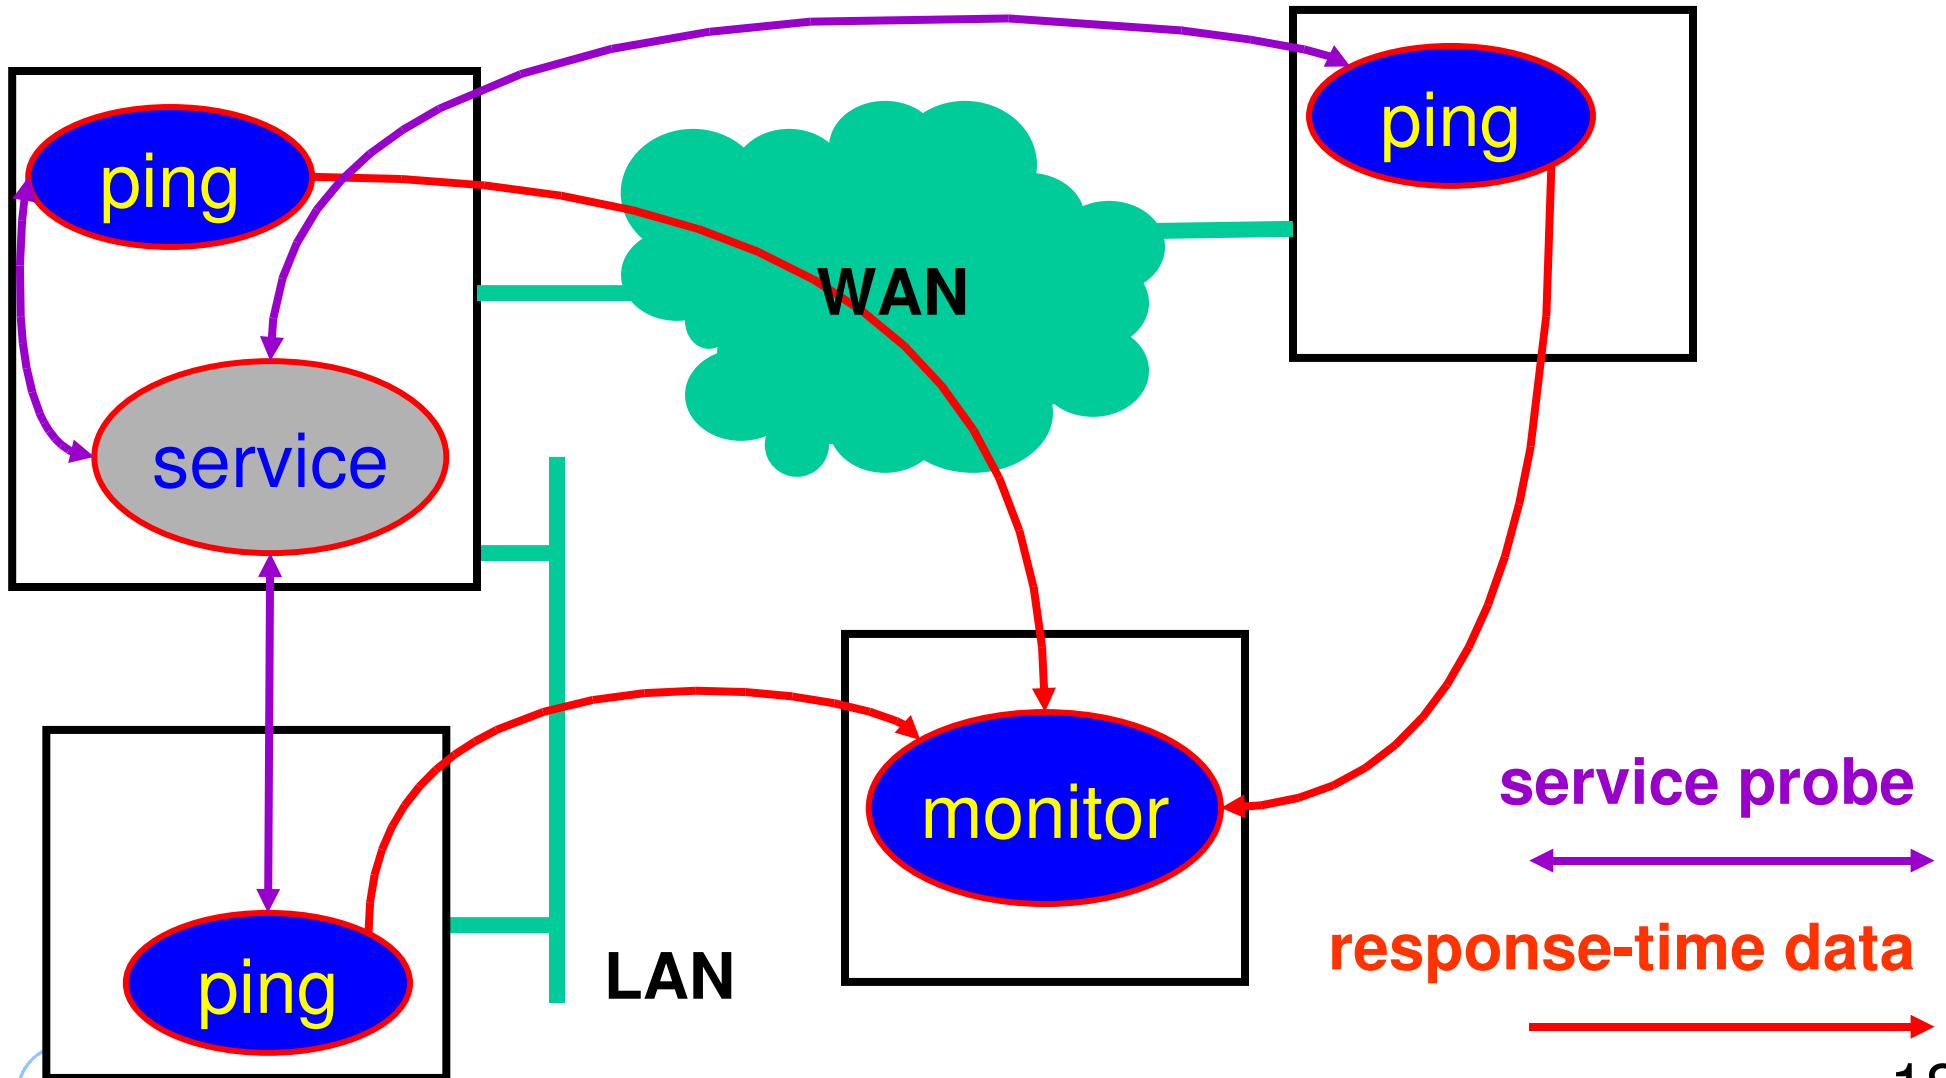 ping
ping
WAN
service
service probe
monitor
response-time data
LAN
ping